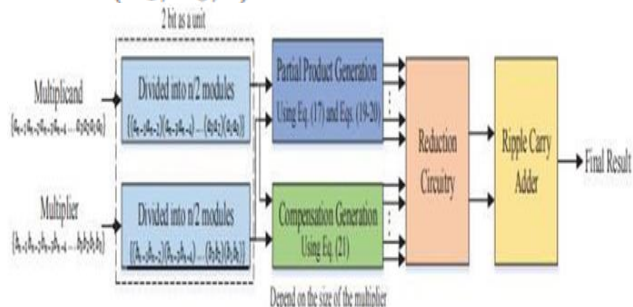 2 bit as a unit
Multiplicand
Divided into n/2 modules
Partial Product Generation
Using Eq. (17) and Eqs. (19-20)
Multiplier
Divided into n/2 modules
Compensation Generation
Using Eq. (21)
Reduction
Circuitry
Ripple Carry
Adder
Final Result
Depend on the size of the multiplier